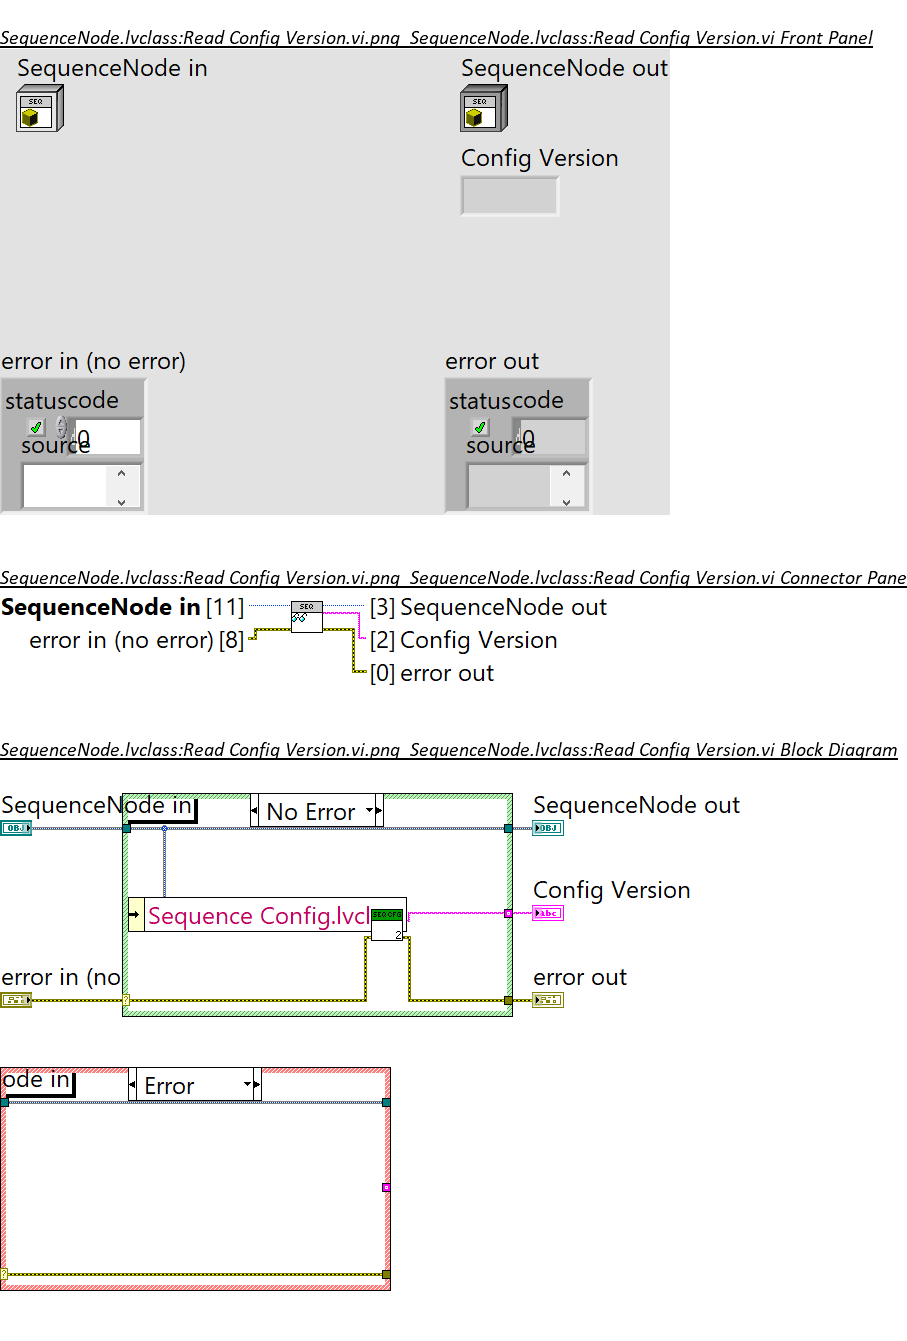 SequenceNode.lvclass:Read Config Version.vi.png SequenceNode.lvclass:Read Config Version.vi Front Panel
SequenceNode in SequenceNode out
SEQ SEQ
Config Version
error in (no error) error out
status code status code
0 0
source source
SequenceNode.lvclass:Read Config Version.vi.png SequenceNode.lvclass:Read Config Version.vi Connector Pane
SequenceNode in [11] SEQ [3] SequenceNode out
error in (no error) [8] [2] Config Version
[0] error out
SequenceNode.lvclass:Read Config Version.vi.png SequenceNode.lvclass:Read Config Version.vi Block Diagram
SequenceNode in No Error SequenceNode out
OBJ OBJ
Config Version
Sequence Config.lvcl SEQ CFG abc
2
error in (no error out
?
ode in Error
?